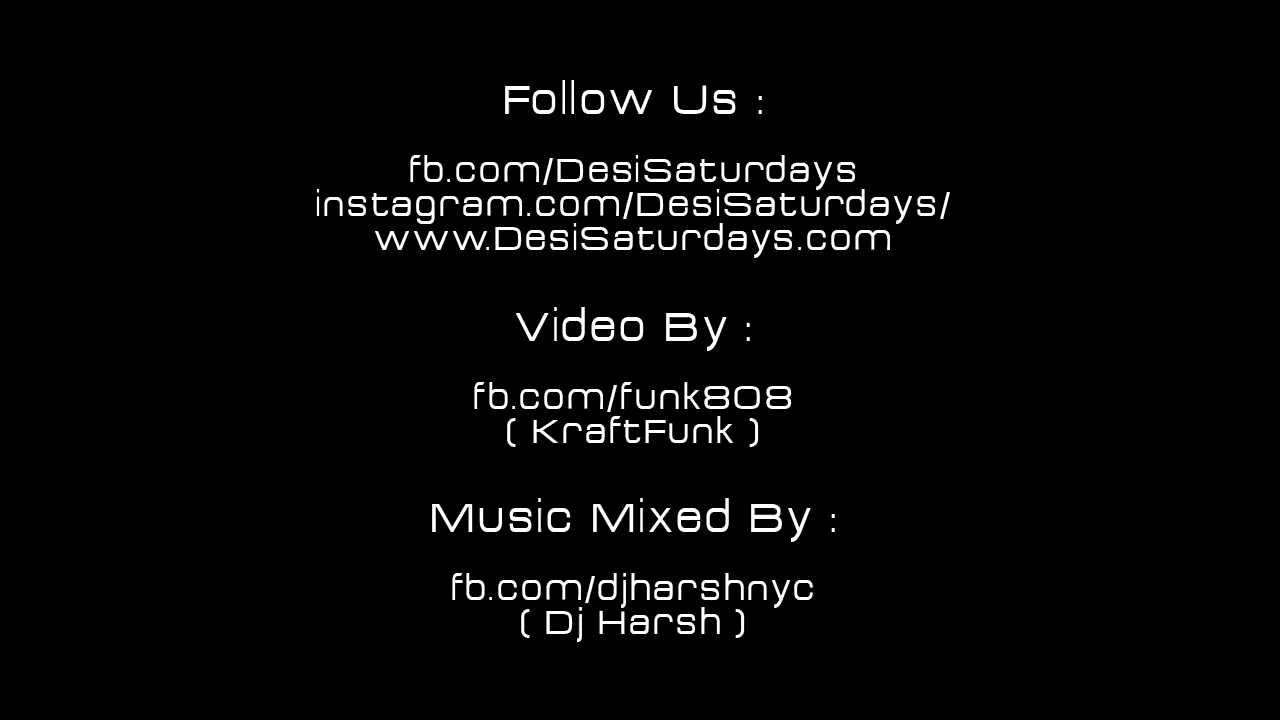 Follow Us :
fb.com/DesiSaturdays
instagram.com/DesiSaturdays/
www.DesiSaturdays.com
Video By :
fb.com/funk808
( KraftFunk )
Music Mixed By :
fb.com/djharshnyc
( Dj Harsh )